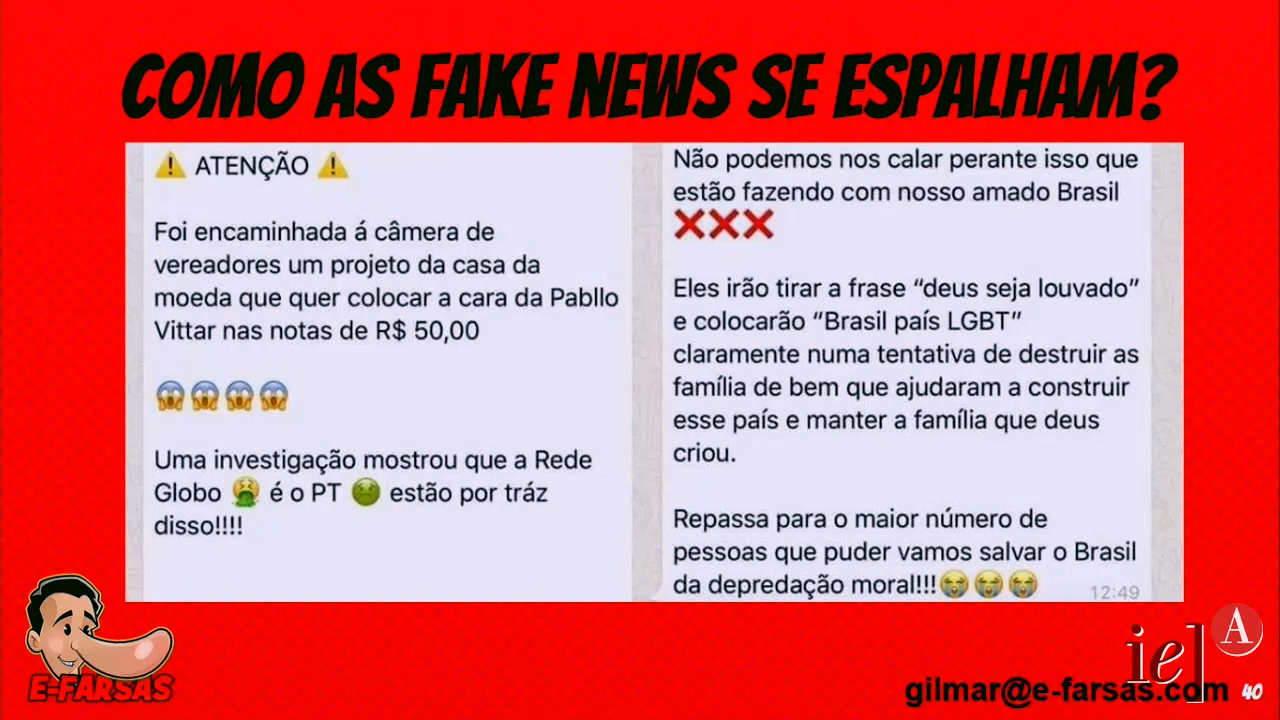 COMO AS FAKE NEWS SE ESPALHAM?
⚠️ ATENÇÃO ⚠️
Foi encaminhada á câmera de
vereadores um projeto da casa da
moeda que quer colocar a cara da Pabllo
Vittar nas notas de R$ 50,00
😱😱😱😱
Uma investigação mostrou que a Rede
Globo 🤮 é o PT 🤢 estão por tráz
disso!!!!
Não podemos nos calar perante isso que
estão fazendo com nosso amado Brasil
❌❌❌
Eles irão tirar a frase “deus seja louvado”
e colocarão “Brasil país LGBT”
claramente numa tentativa de destruir as
família de bem que ajudaram a construir
esse país e manter a família que deus
criou.
Repassa para o maior número de
pessoas que puder vamos salvar o Brasil
da depredação moral!!!😭😭😭
12:49
E-FARSAS
iel
A
gilmar@e-farsas.com
40